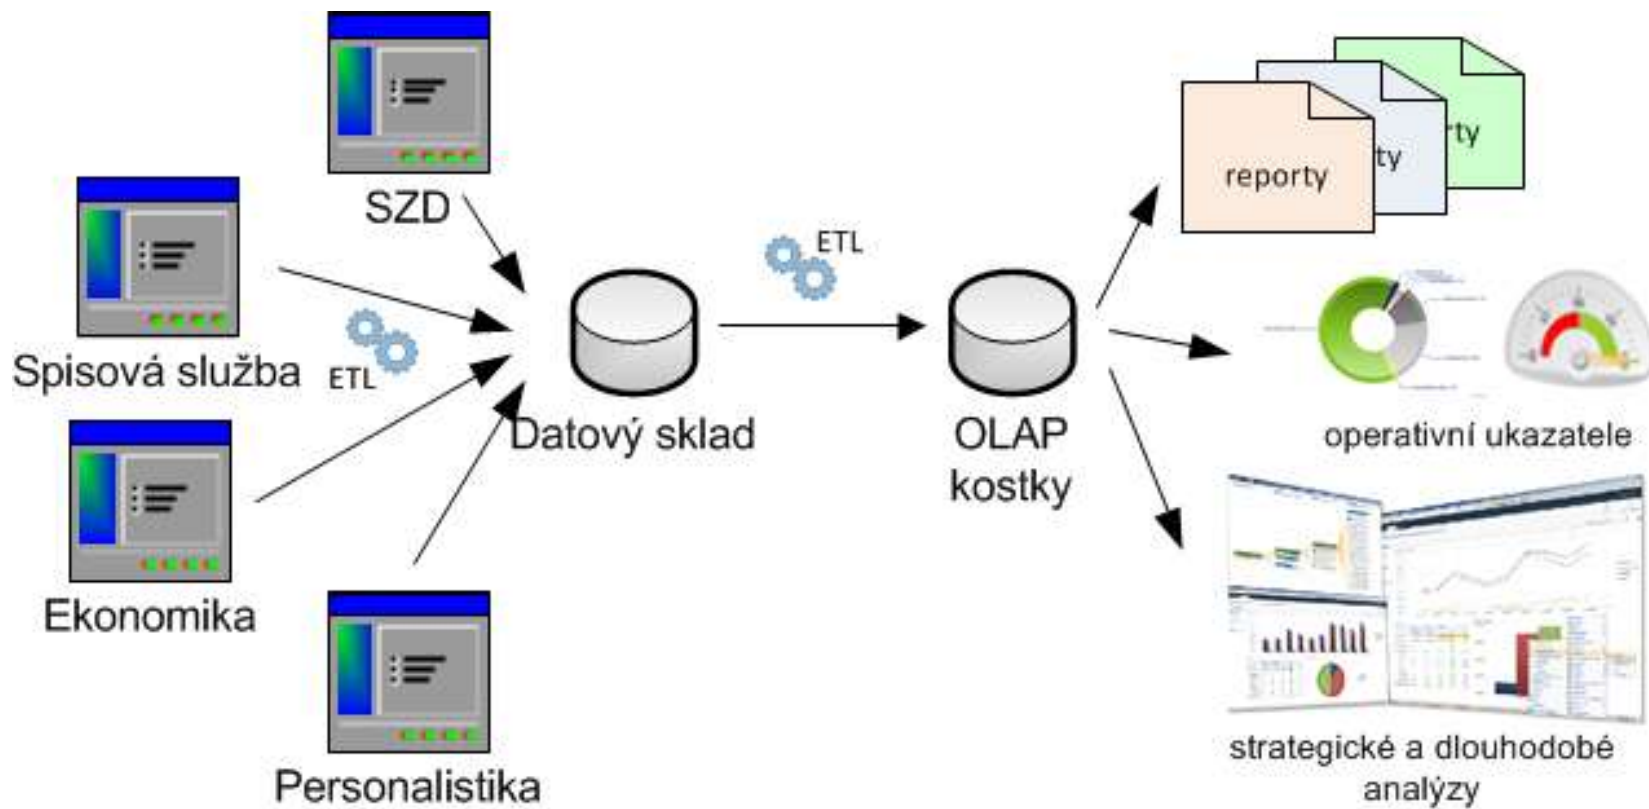 SZD
Spisová služba
ETL
Ekonomika
Personalistika
Datový sklad
ETL
OLAP
kostky
reporty
ty
rty
operativní ukazatele
strategické a dlouhodobé
analýzy